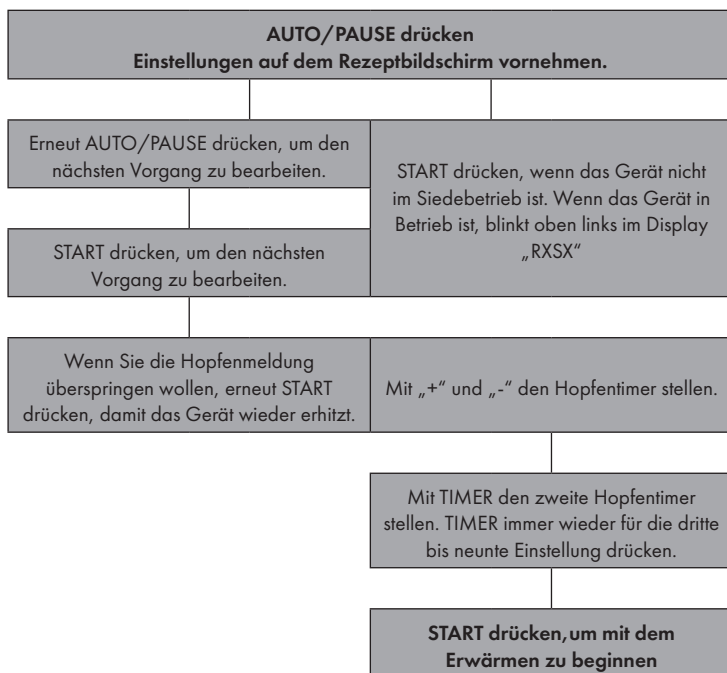 AUTO/PAUSE drücken
Einstellungen auf dem Rezeptbildschirm vornehmen.
Erneut AUTO/PAUSE drücken, um den
nächsten Vorgang zu bearbeiten.
START drücken, wenn das Gerät nicht
im Siedebetrieb ist. Wenn das Gerät in
Betrieb ist, blinkt oben links im Display
„RXSX“
START drücken, um den nächsten
Vorgang zu bearbeiten.
Wenn Sie die Hopfenmeldung
überspringen wollen, erneut START
drücken, damit das Gerät wieder erhitzt.
Mit „+“ und „-“ den Hopfentimer stellen.
Mit TIMER den zweite Hopfentimer
stellen. TIMER immer wieder für die dritte
bis neunte Einstellung drücken.
START drücken,um mit dem
Erwärmen zu beginnen